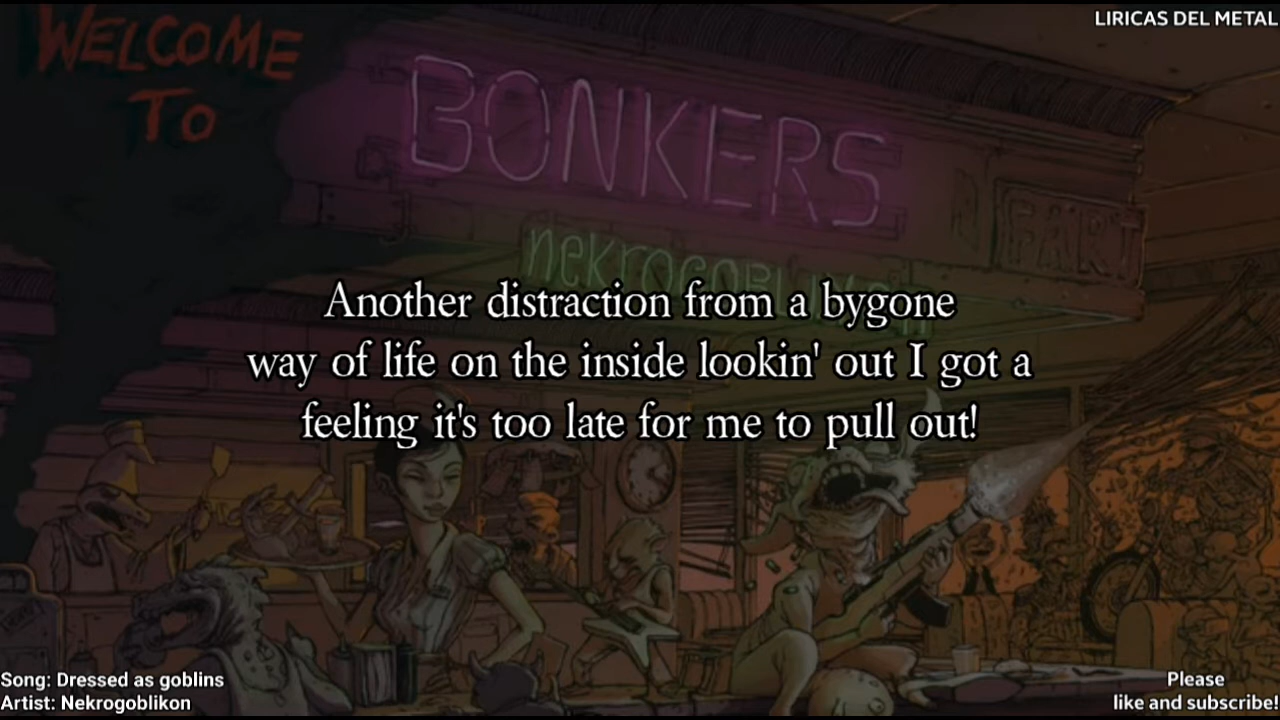 LIRICAS DEL METAL
WELCOME
TO
BONKERS
Another distraction from a bygone
way of life on the inside lookin' out I got a
feeling it's too late for me to pull out!
Song: Dressed as goblins
Artist: Nekrogoblikon
Please
like and subscribe!